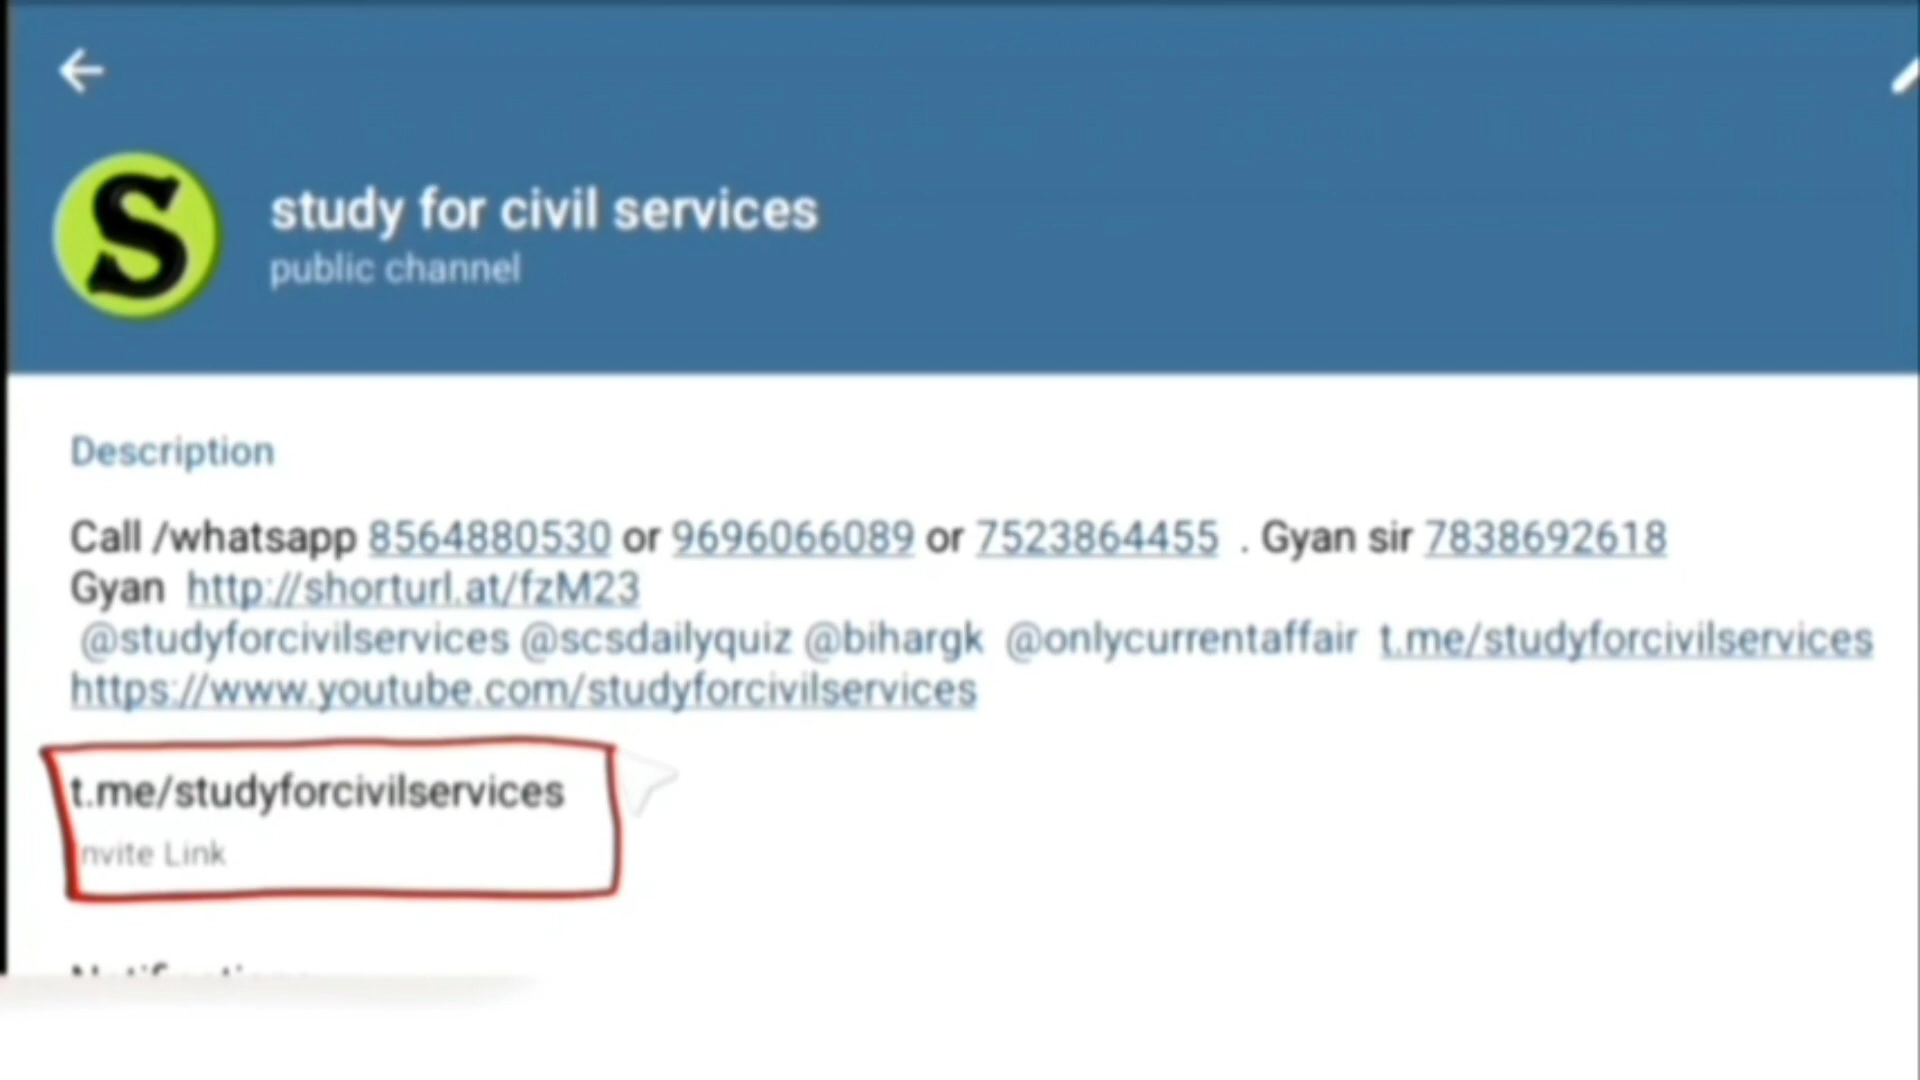 S
study for civil services
public channel
Description
Call /whatsapp 8564880530 or 9696066089 or 7523864455 . Gyan sir 7838692618
Gyan http://shorturl.at/fzM23
@studyforcivilservices @scsdailyquiz @bihargk @onlycurrentaffair t.me/studyforcivilservices
https://www.youtube.com/studyforcivilservices
t.me/studyforcivilservices
Invite Link